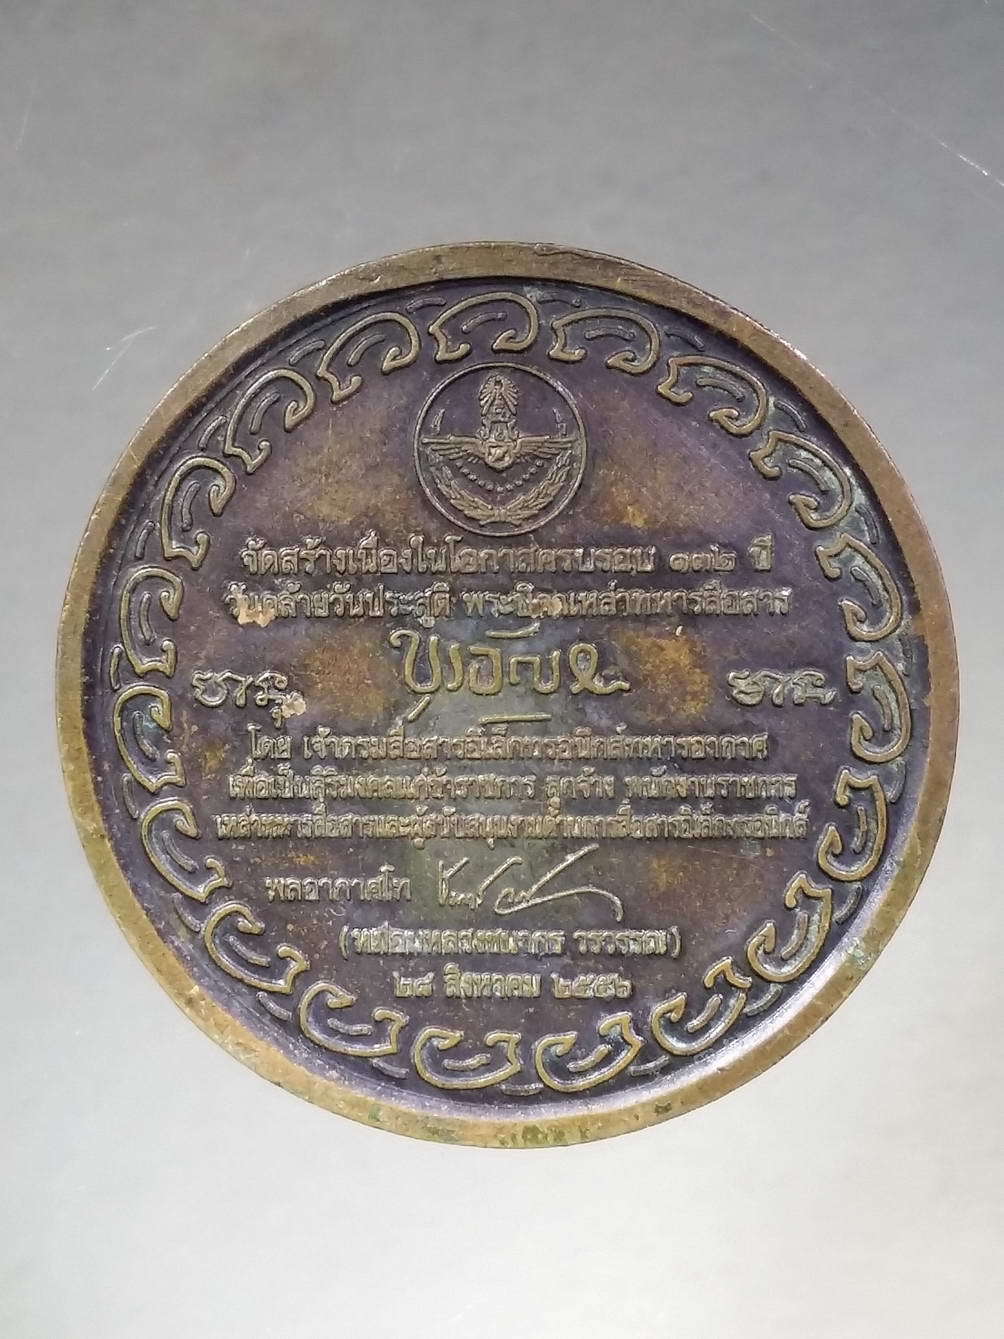 จัดสร้างเนื่องในโอกาสครบรอบ ๑๓๒ ปี
วันคล้ายวันประสูติ พระบิดาเหล่าทหารสื่อสาร
โดย เจ้ากรมสื่อสารอิเล็กทรอนิกส์ทหารอากาศ
เพื่อเป็นสิริมงคลแก่ข้าราชการ ลูกจ้าง พนักงานราชการ
เหล่าทหารสื่อสารและผู้สนับสนุนงานด้านการสื่อสารอิเล็กทรอนิกส์
พลอากาศโท
วรวรรณ)
๒๘ สิงหาคม ๒๕๕๖